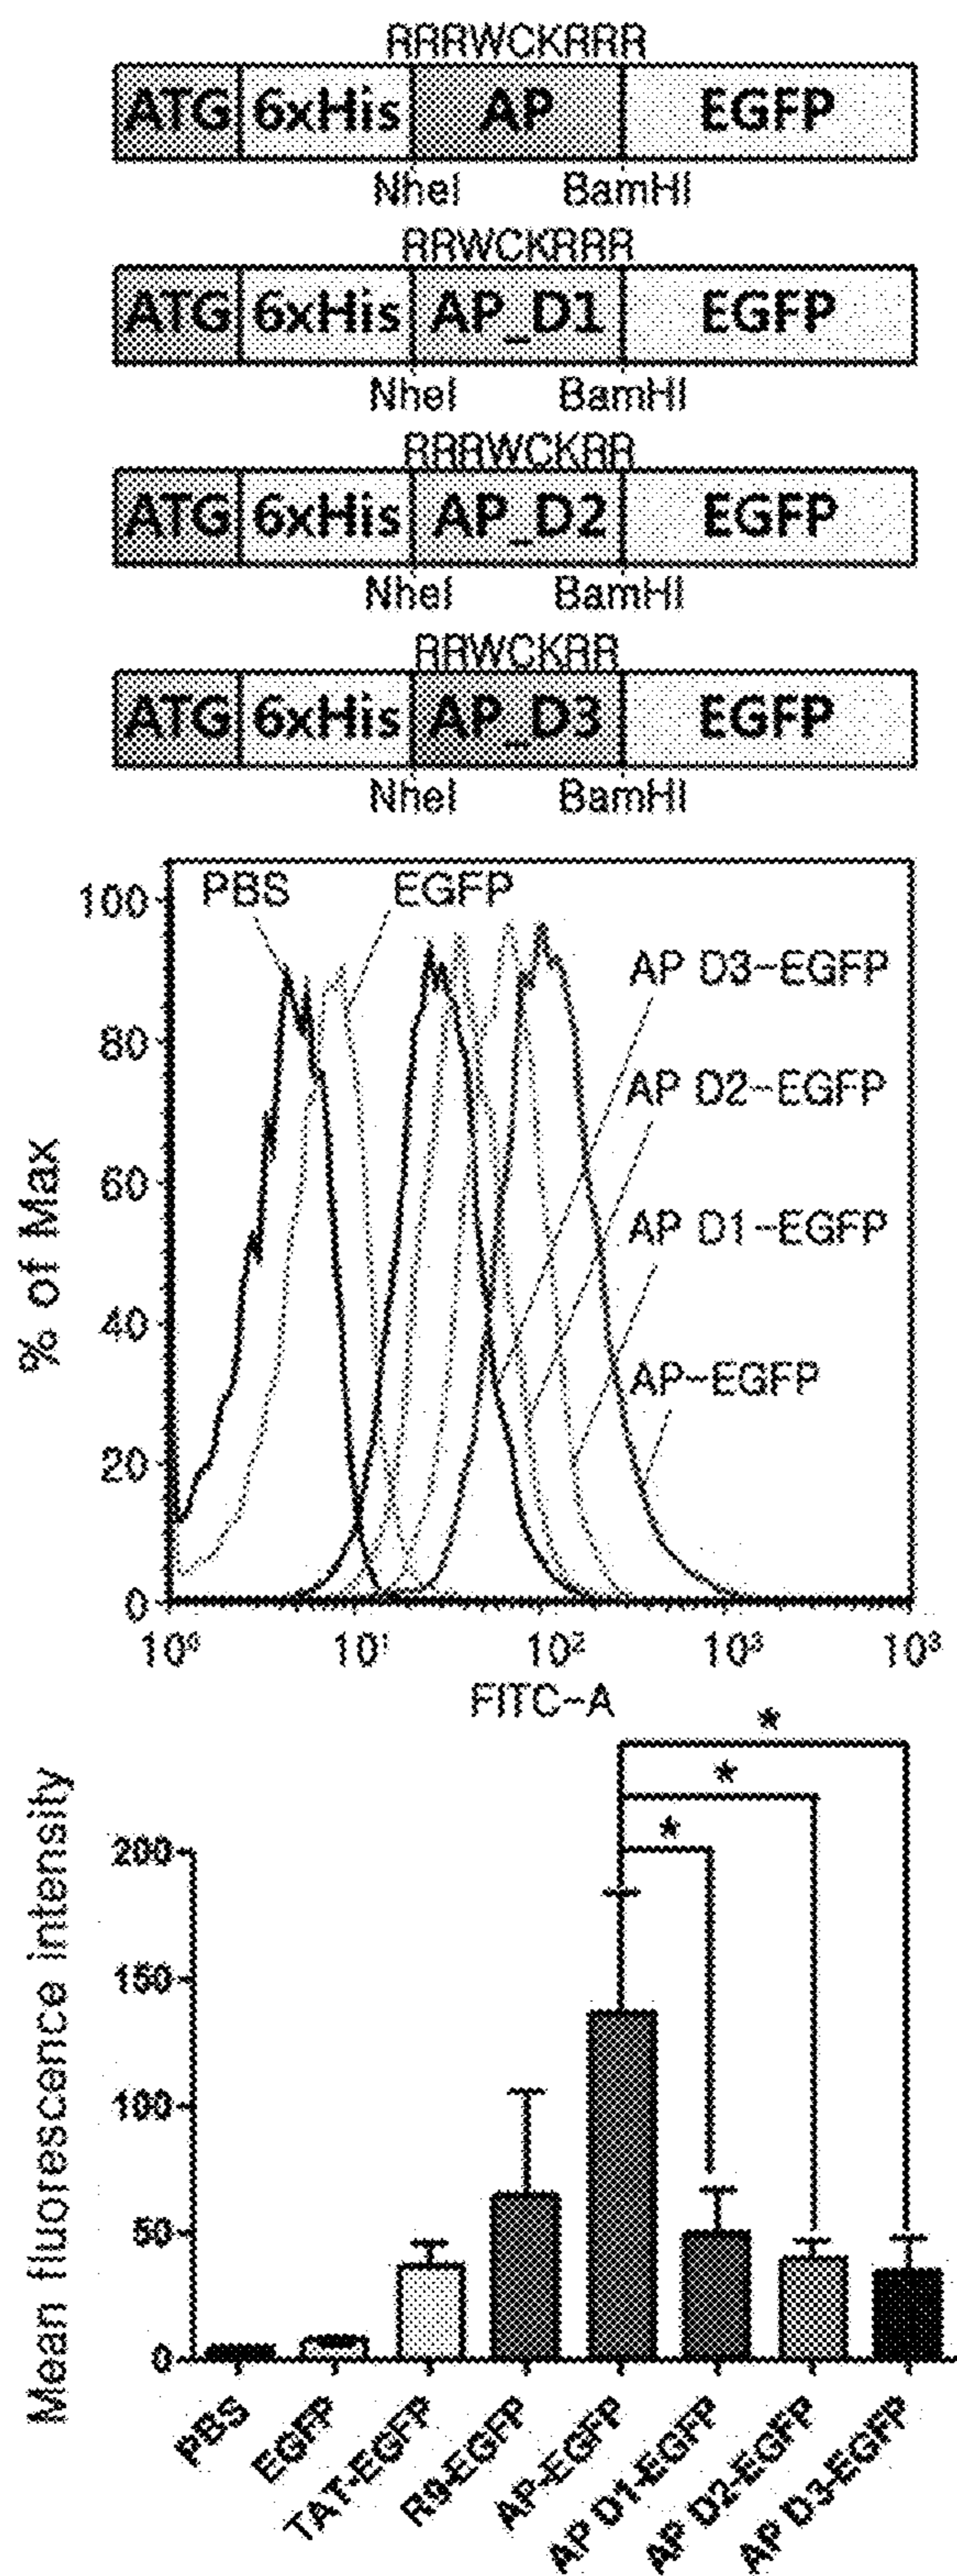 RRRWCKRRR
ATG 6xHis AP EGFP
NheI BamHI
RRWCKRRR
ATG 6xHis AP_D1 EGFP
NheI BamHI
RRRWCKRR
ATG 6xHis AP_D2 EGFP
NheI BamHI
RRWCKRR
ATG 6xHis AP_D3 EGFP
NheI BamHI
100
80
60
40
20
0
% of Max
PBS EGFP
AP D3-EGFP
AP D2-EGFP
AP D1-EGFP
AP-EGFP
10⁰ 10¹ 10² 10³ 10³
FITC-A
*
*
*
200
150
100
50
0
Mean fluorescence intensity
PBS
EGFP
TAT-EGFP
R9-EGFP
AP-EGFP
AP D1-EGFP
AP D2-EGFP
AP D3-EGFP